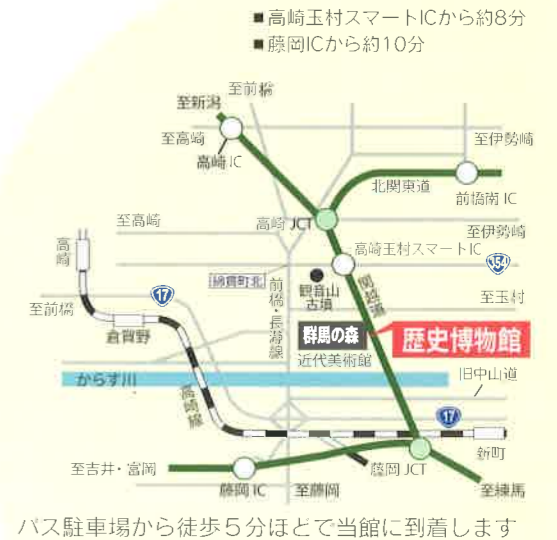 ■高崎玉村スマートICから約8分
■藤岡ICから約10分
至前橋
至新潟
至高崎
至伊勢崎
高崎IC
北関東道
前橋南IC
至高崎
高崎JCT
至伊勢崎
高崎
高崎玉村スマートIC
354
綿貫町北
観音山
古墳
関越道
至前橋
17
前橋・長瀞線
至玉村
倉賀野
群馬の森
歴史博物館
近代美術館
からす川
高崎線
旧中山道
17
新町
至吉井・富岡
藤岡JCT
藤岡IC
至藤岡
至練馬
バス駐車場から徒歩5分ほどで当館に到着します